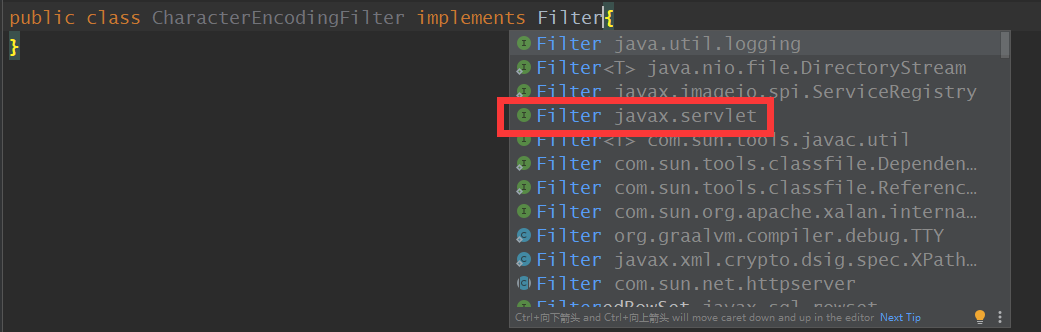 public class CharacterEncodingFilter implements Filter{
}
Filter java.util.logging
Filter<T> java.nio.file.DirectoryStream
Filter javax.imageio.spi.ServiceRegistry
Filter javax.servlet
Filter<T> com.sun.tools.javac.util
Filter com.sun.tools.classfile.Dependen…
Filter com.sun.tools.classfile.Referenc…
Filter com.sun.org.apache.xalan.interna…
Filter org.graalvm.compiler.debug.TTY
Filter javax.xml.crypto.dsig.spec.XPath…
Filter com.sun.net.httpserver
FilteredRowSet javax.sql.rowset
Ctrl+向下箭头 and Ctrl+向上箭头 will move caret down and up in the editor Next Tip